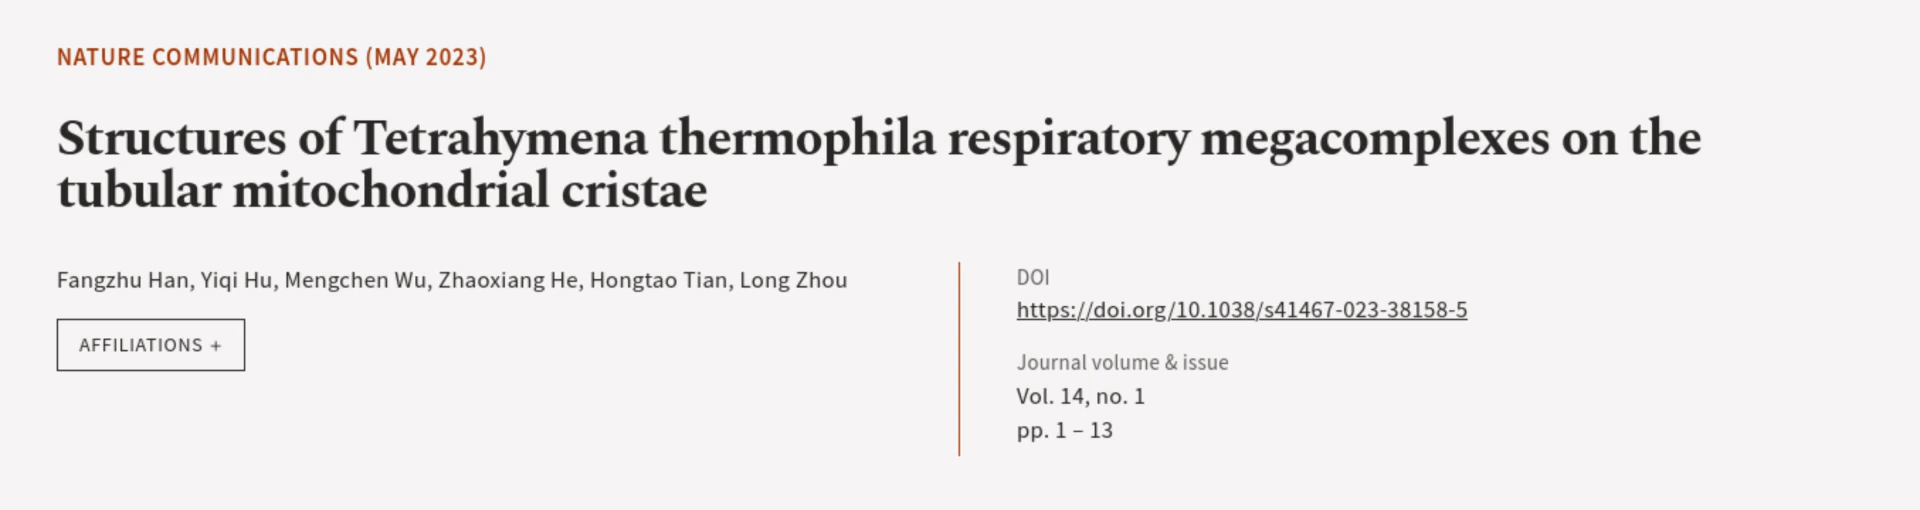 NATURE COMMUNICATIONS (MAY 2023)
Structures of Tetrahymena thermophila respiratory megacomplexes on the
tubular mitochondrial cristae
Fangzhu Han, Yiqi Hu, Mengchen Wu, Zhaoxiang He, Hongtao Tian, Long Zhou
AFFILIATIONS +
DOI
https://doi.org/10.1038/s41467-023-38158-5
Journal volume & issue
Vol. 14, no. 1
pp. 1 – 13